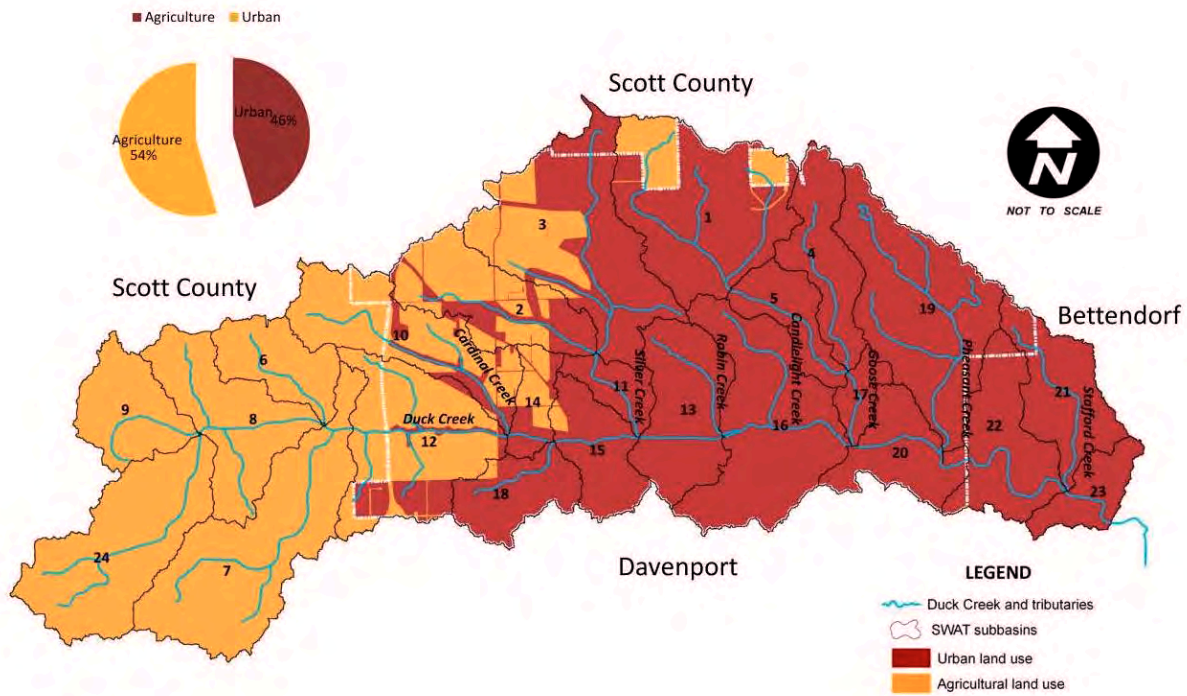 Agriculture Urban
Agriculture
54%
Urban
46%
Scott County
N
NOT TO SCALE
Scott County
Bettendorf
Davenport
1
2
3
4
5
6
7
8
9
10
11
12
13
14
15
16
17
18
19
20
21
22
23
24
Cardinal Creek
Duck Creek
Silver Creek
Robin Creek
Candlelight Creek
Goose Creek
Pheasant Creek
Stafford Creek
LEGEND
Duck Creek and tributaries
SWAT subbasins
Urban land use
Agricultural land use